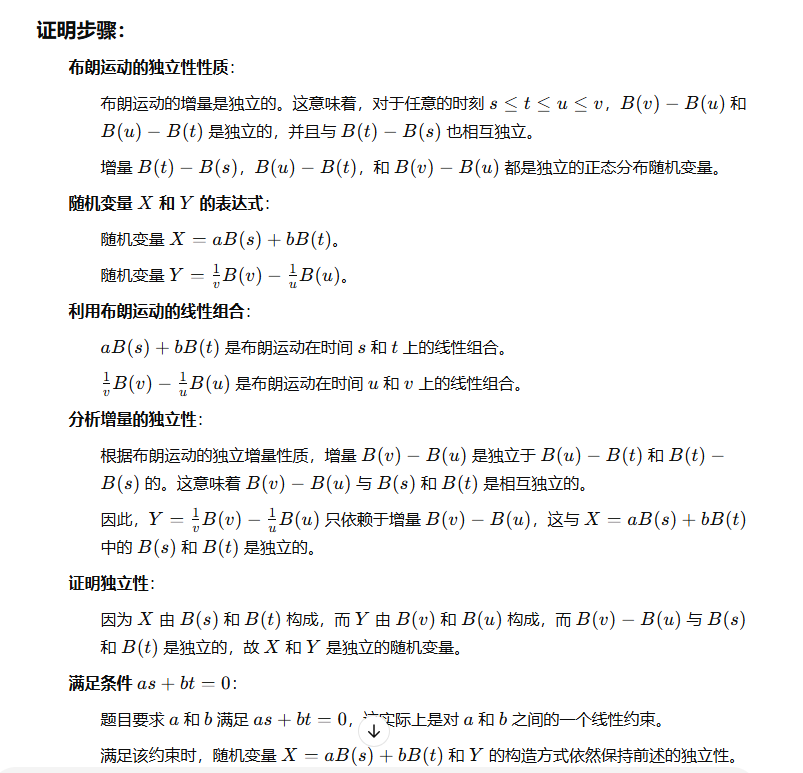 证明步骤：
布朗运动的独立性性质：
布朗运动的增量是独立的。这意味着，对于任意的时刻 s ≤ t ≤ u ≤ v，B(v) − B(u) 和
B(u) − B(t) 是独立的，并且与 B(t) − B(s) 也相互独立。
增量 B(t) − B(s)，B(u) − B(t)，和 B(v) − B(u) 都是独立的正态分布随机变量。
随机变量 X 和 Y 的表达式：
随机变量 X = aB(s) + bB(t)。
随机变量 Y = 1/v B(v) − 1/u B(u)。
利用布朗运动的线性组合：
aB(s) + bB(t) 是布朗运动在时间 s 和 t 上的线性组合。
1/v B(v) − 1/u B(u) 是布朗运动在时间 u 和 v 上的线性组合。
分析增量的独立性：
根据布朗运动的独立增量性质，增量 B(v) − B(u) 是独立于 B(u) − B(t) 和 B(t) −
B(s) 的。这意味着 B(v) − B(u) 与 B(s) 和 B(t) 是相互独立的。
因此，Y = 1/v B(v) − 1/u B(u) 只依赖于增量 B(v) − B(u)，这与 X = aB(s) + bB(t)
中的 B(s) 和 B(t) 是独立的。
证明独立性：
因为 X 由 B(s) 和 B(t) 构成，而 Y 由 B(v) 和 B(u) 构成，而 B(v) − B(u) 与 B(s)
和 B(t) 是独立的，故 X 和 Y 是独立的随机变量。
满足条件 as + bt = 0：
题目要求 a 和 b 满足 as + bt = 0，这实际上是对 a 和 b 之间的一个线性约束。
满足该约束时，随机变量 X = aB(s) + bB(t) 和 Y 的构造方式依然保持前述的独立性。